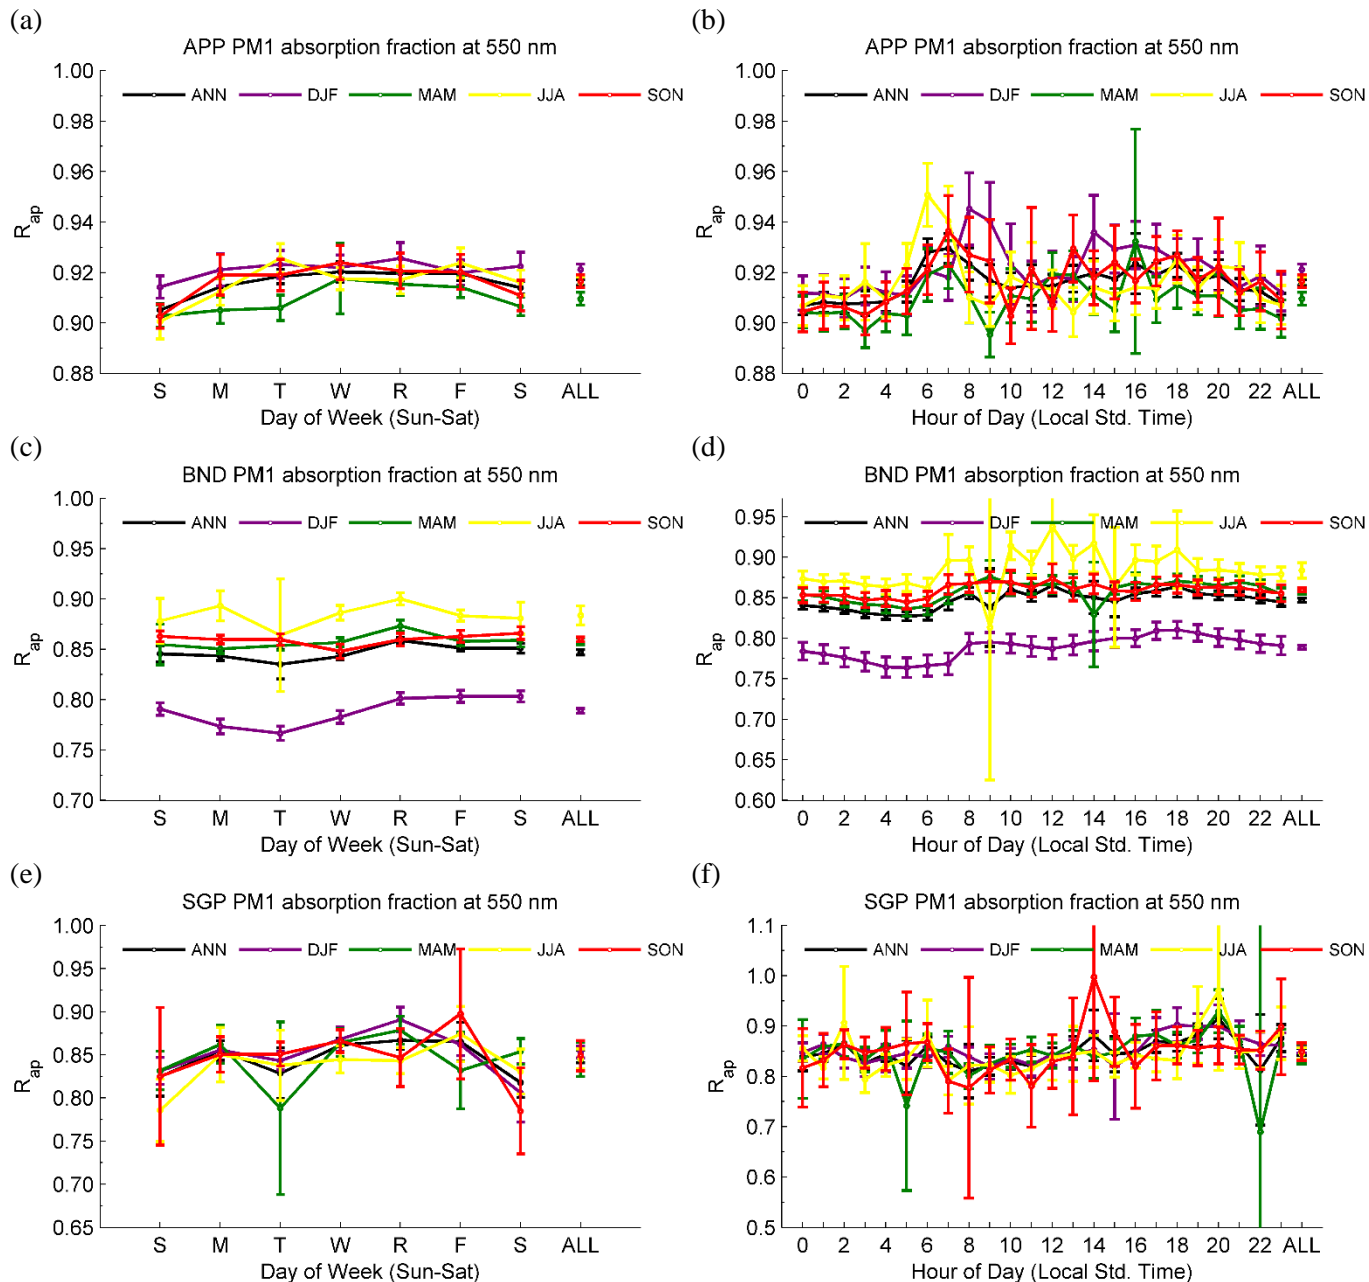 (a)
APP PM1 absorption fraction at 550 nm
1.00
ANN DJF MAM JJA SON
0.98
0.96
0.94
0.92
0.90
0.88
Rap
S M T W R F S ALL
Day of Week (Sun-Sat)
(b)
APP PM1 absorption fraction at 550 nm
1.00
ANN DJF MAM JJA SON
0.98
0.96
0.94
0.92
0.90
0.88
Rap
0 2 4 6 8 10 12 14 16 18 20 22 ALL
Hour of Day (Local Std. Time)
(c)
BND PM1 absorption fraction at 550 nm
1.00
ANN DJF MAM JJA SON
0.95
0.90
0.85
0.80
0.75
0.70
Rap
S M T W R F S ALL
Day of Week (Sun-Sat)
(d)
BND PM1 absorption fraction at 550 nm
ANN DJF MAM JJA SON
0.95
0.90
0.85
0.80
0.75
0.70
0.65
0.60
Rap
0 2 4 6 8 10 12 14 16 18 20 22 ALL
Hour of Day (Local Std. Time)
(e)
SGP PM1 absorption fraction at 550 nm
1.00
ANN DJF MAM JJA SON
0.95
0.90
0.85
0.80
0.75
0.70
0.65
Rap
S M T W R F S ALL
Day of Week (Sun-Sat)
(f)
SGP PM1 absorption fraction at 550 nm
1.1
ANN DJF MAM JJA SON
1.0
0.9
0.8
0.7
0.6
0.5
Rap
0 2 4 6 8 10 12 14 16 18 20 22 ALL
Hour of Day (Local Std. Time)